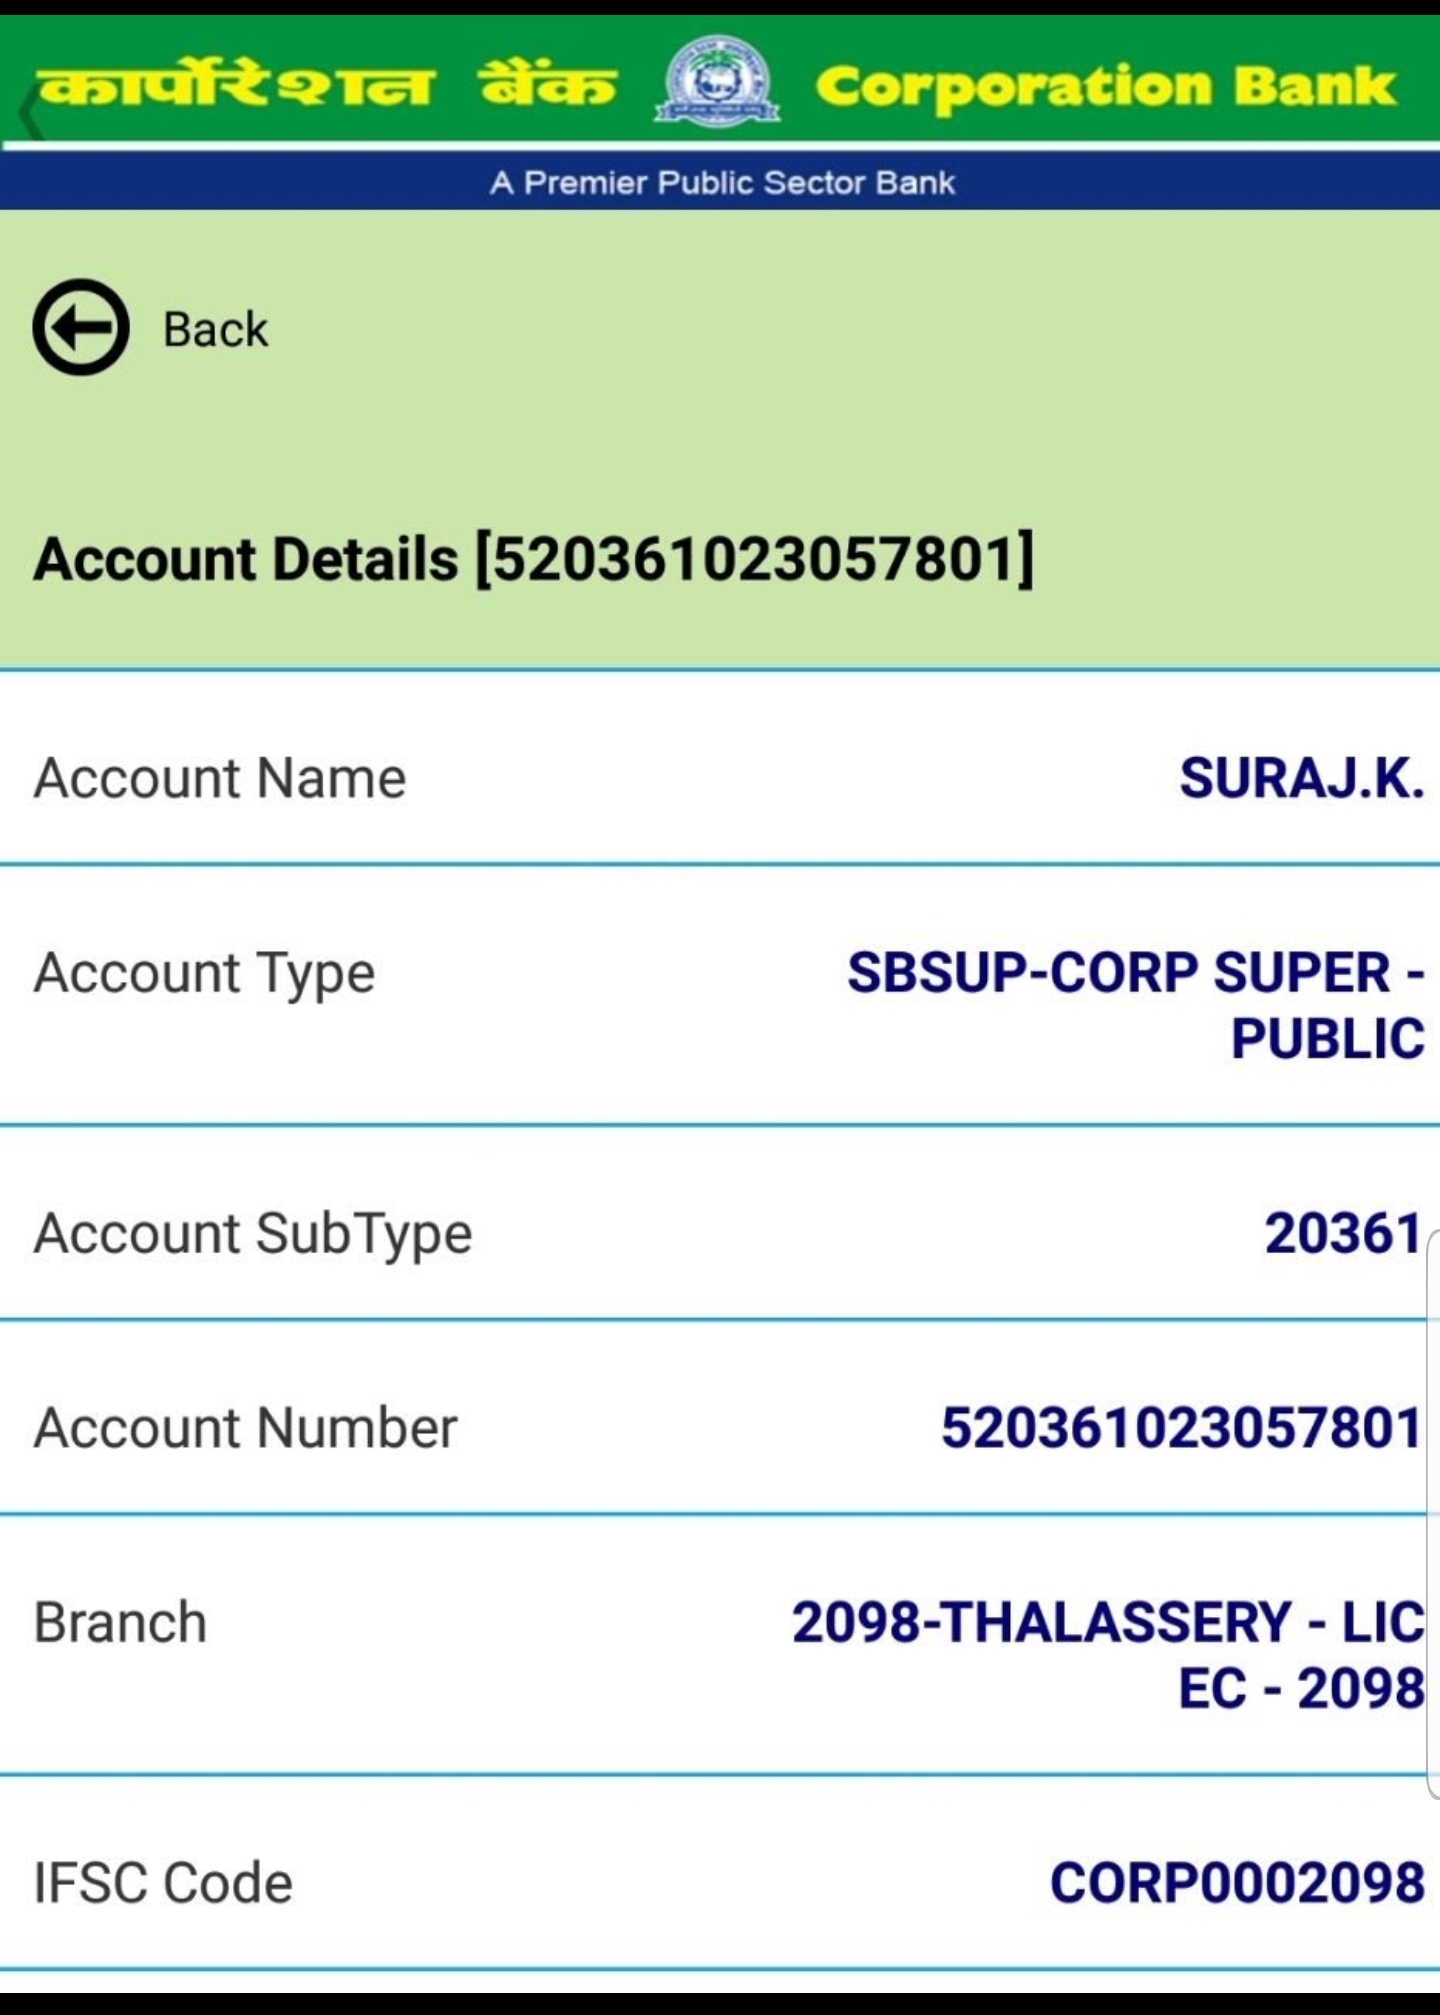 कार्पोरेशन बैंक Corporation Bank
A Premier Public Sector Bank
Back
Account Details [520361023057801]
Account Name SURAJ.K.
Account Type SBSUP-CORP SUPER -
PUBLIC
Account SubType 20361
Account Number 520361023057801
Branch 2098-THALASSERY - LIC
EC - 2098
IFSC Code CORP0002098